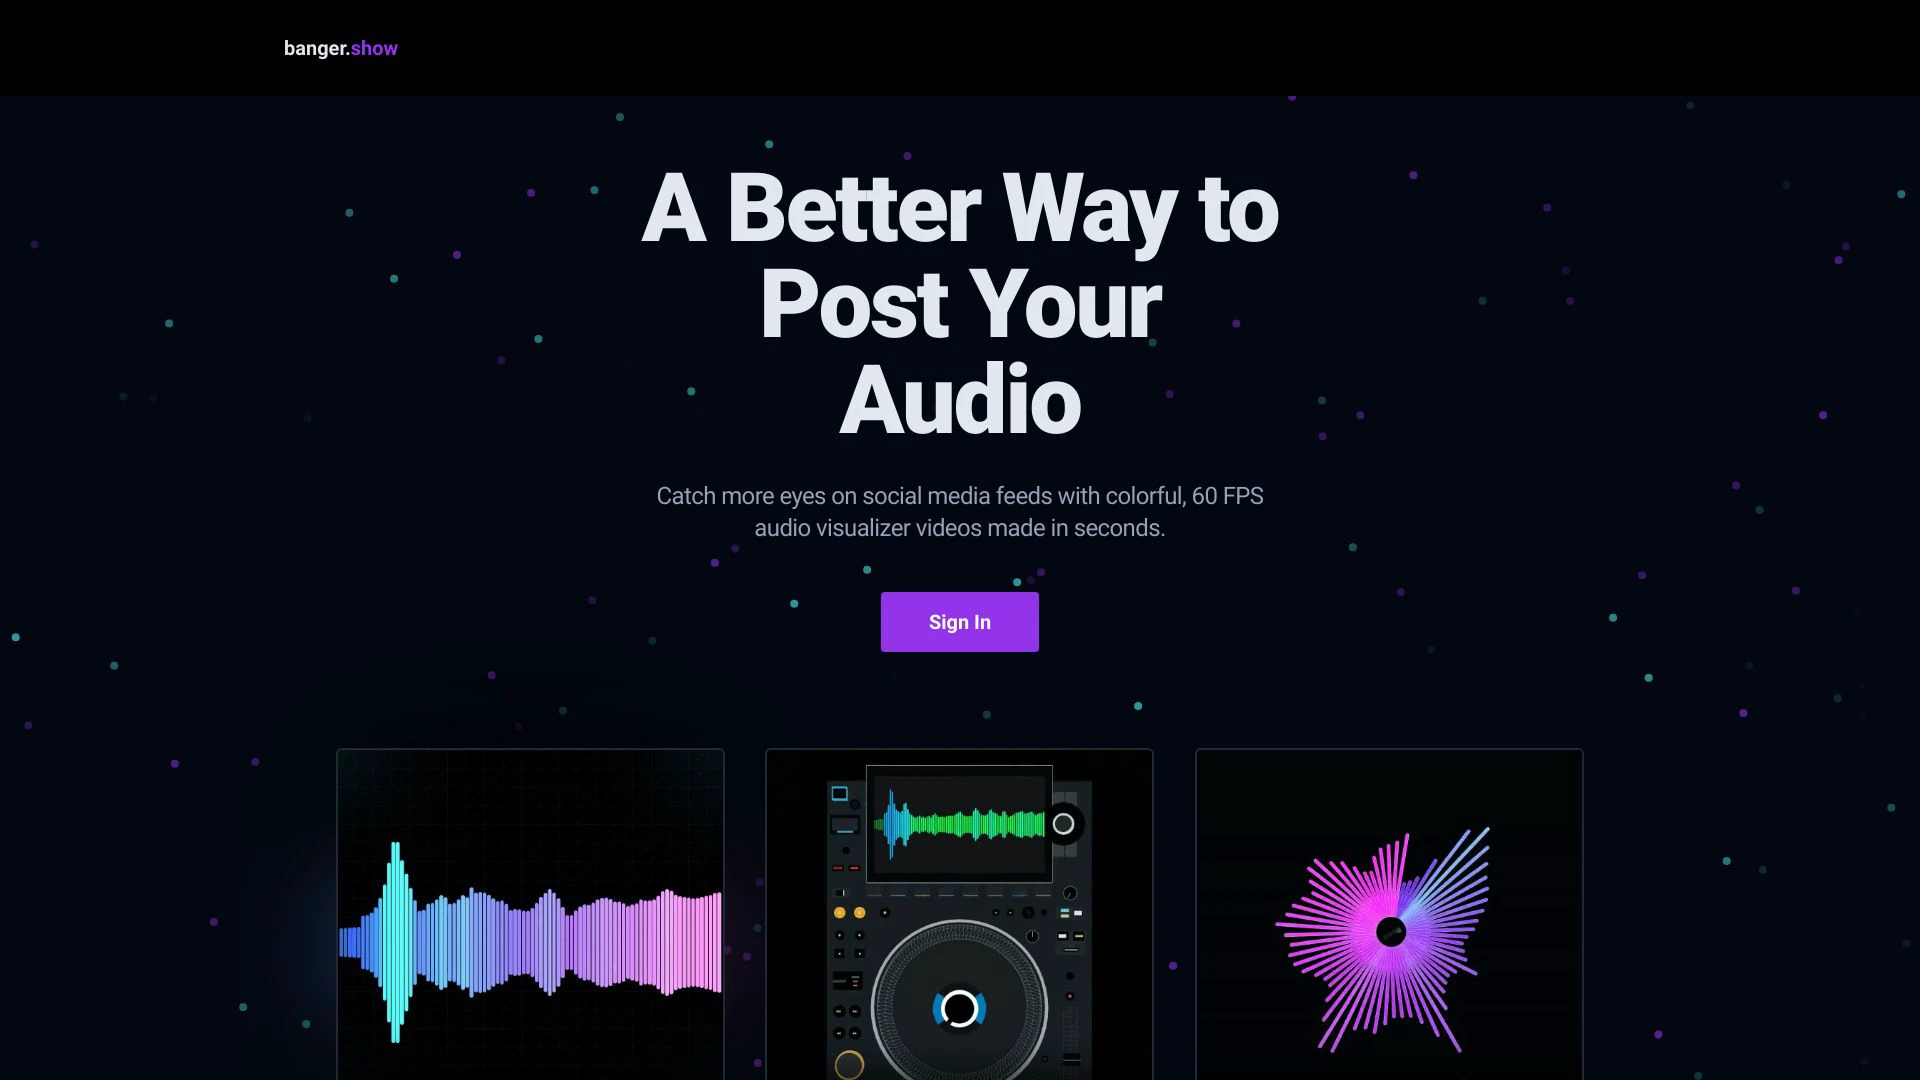 banger.show
A Better Way to
Post Your
Audio
Catch more eyes on social media feeds with colorful, 60 FPS
audio visualizer videos made in seconds.
Sign In